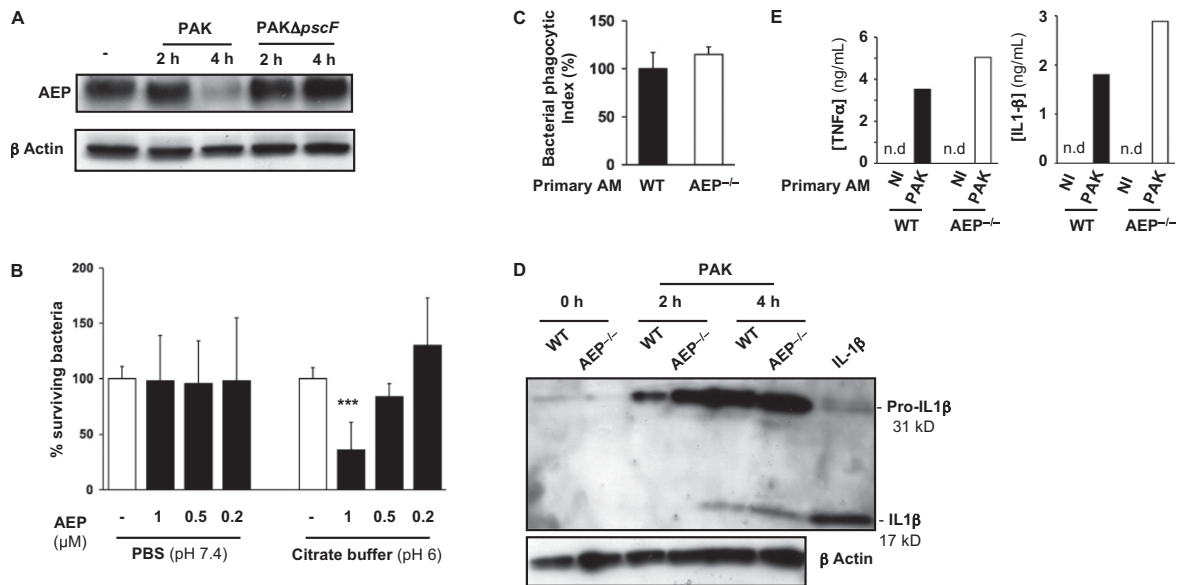 A
PAK PAKΔpscF
- 2 h 4 h 2 h 4 h
AEP
β Actin
B
% surviving bacteria
200
150
100
50
0
***
AEP - 1 0.5 0.2 - 1 0.5 0.2
(µM)
PBS (pH 7.4) Citrate buffer (pH 6)
C
Bacterial phagocytic
Index (%)
150
100
50
0
Primary AM WT AEP–/–
D
PAK
0 h 2 h 4 h
WT AEP–/– WT AEP–/– WT AEP–/– IL-1β
- Pro-IL1β
31 kD
- IL1β
17 kD
β Actin
E
[TNFα] (ng/mL)
6
4
2
0
n.d n.d
Primary AM NI PAK NI PAK
WT AEP–/–
[IL1-β] (ng/mL)
3
2
1
0
n.d n.d
NI PAK NI PAK
WT AEP–/–